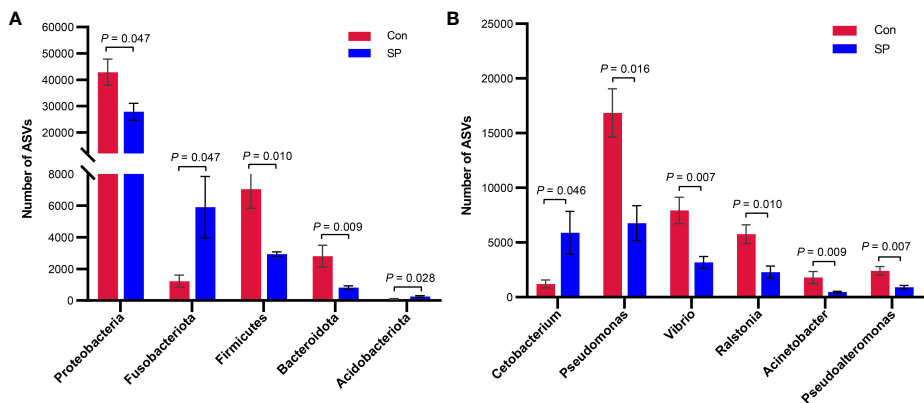 A
Number of ASVs
60000
50000
40000
30000
20000
8000
6000
4000
2000
0
P = 0.047
P = 0.047
P = 0.010
P = 0.009
P = 0.028
Con
SP
Proteobacteria
Fusobacteriota
Firmicutes
Bacteroidota
Acidobacteriota
B
Number of ASVs
25000
20000
15000
10000
5000
0
P = 0.046
P = 0.016
P = 0.007
P = 0.010
P = 0.009
P = 0.007
Con
SP
Cetobacterium
Pseudomonas
Vibrio
Ralstonia
Acinetobacter
Pseudoalteromonas